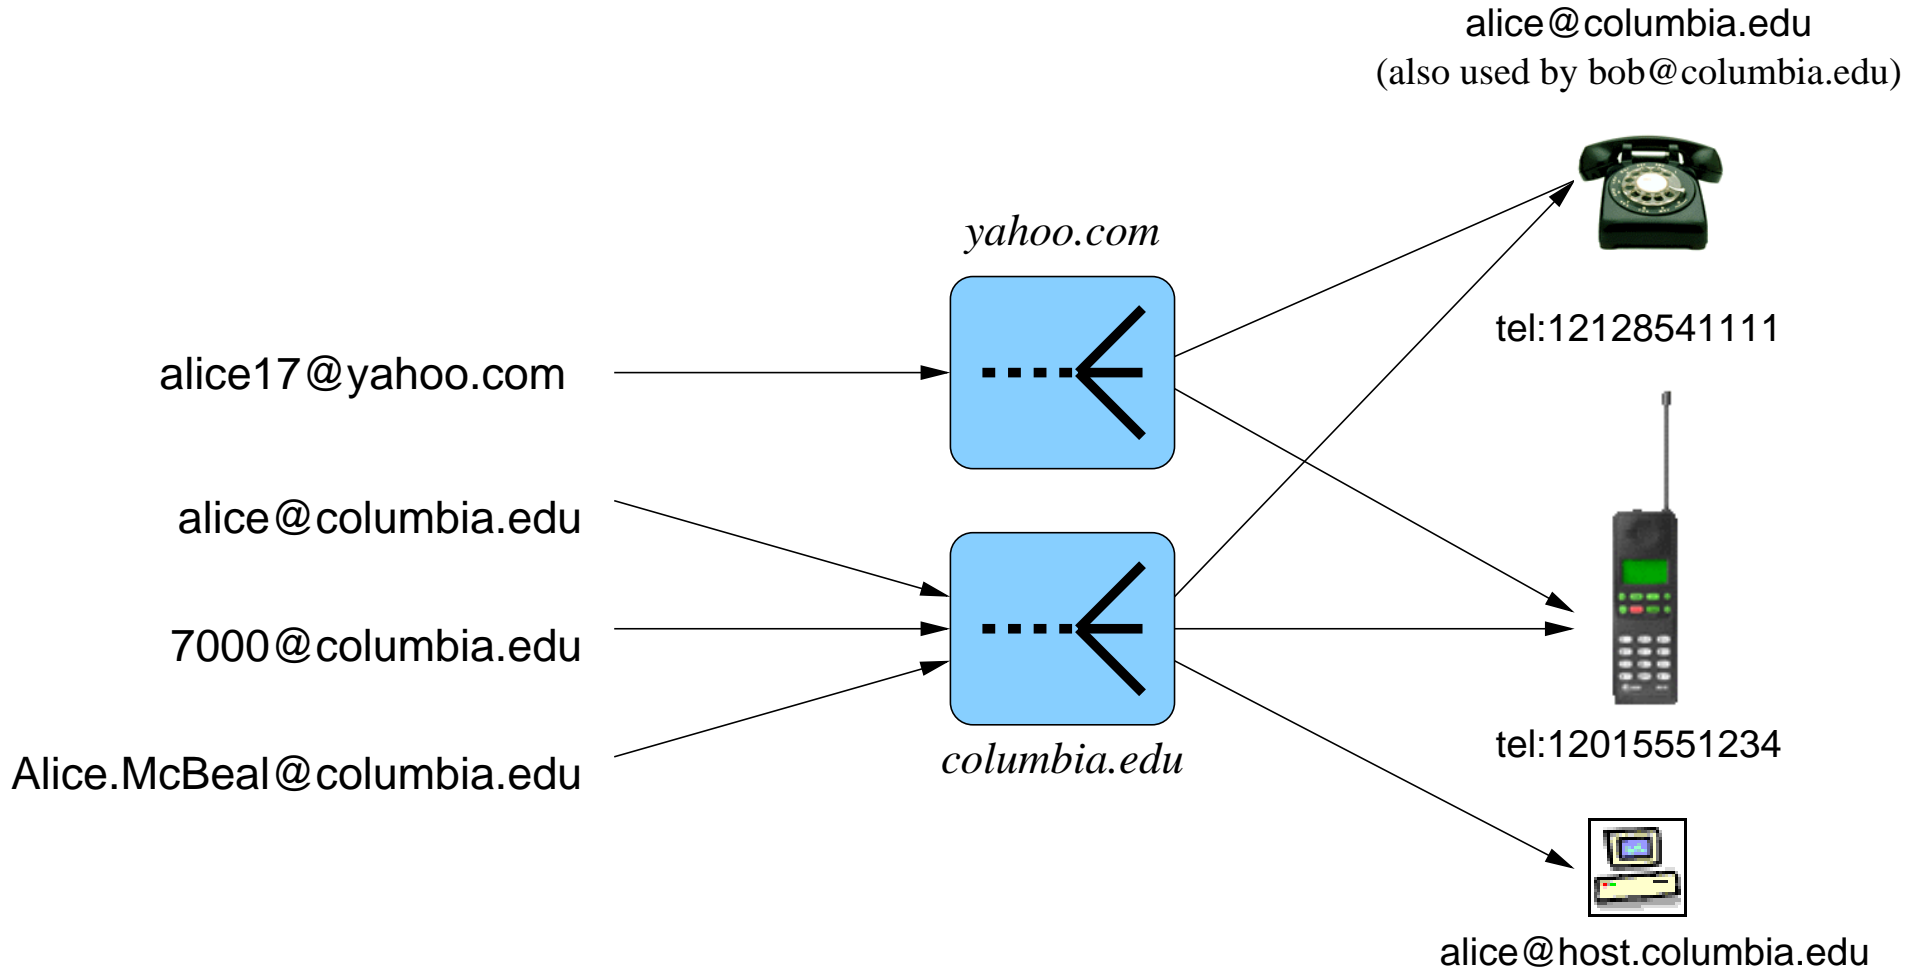 alice@columbia.edu
(also used by bob@columbia.edu)
yahoo.com
tel:12128541111
alice17@yahoo.com
alice@columbia.edu
7000@columbia.edu
Alice.McBeal@columbia.edu
columbia.edu
tel:12015551234
alice@host.columbia.edu